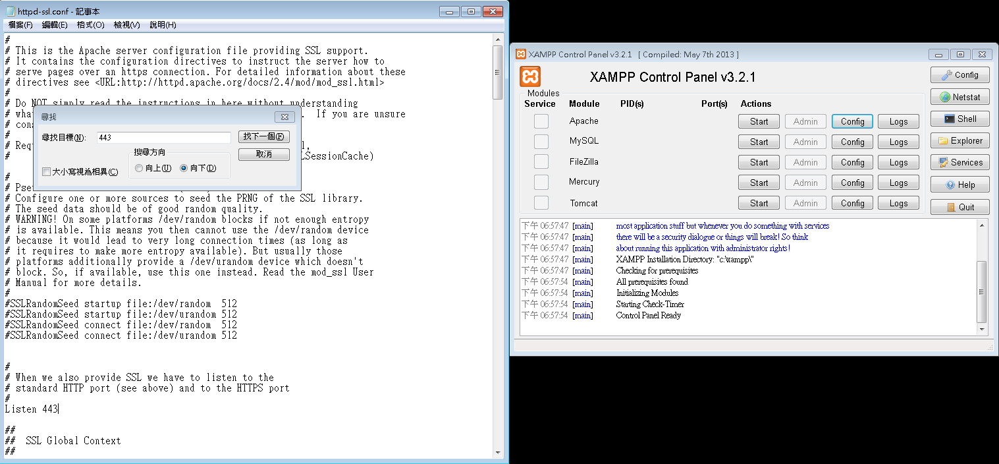 httpd-ssl.conf - 記事本
檔案(F) 編輯(E) 格式(O) 檢視(V) 說明(H)
#
# This is the Apache server configuration file providing SSL support.
# It contains the configuration directives to instruct the server how to
# serve pages over an https connection. For detailed information about these
# directives see <URL:http://httpd.apache.org/docs/2.4/mod/mod_ssl.html>
#
# Do NOT simply read the instructions in here without understanding
# what
. If you are unsure
# cons
#
# Requ
l,
#
LSessionCache)
尋找
尋找目標(N): 443
找下一個(F)
搜尋方向
取消
大小寫視為相異(C)
向上(U) 向下(D)
#
# Pse
# Configure one or more sources to seed the PRNG of the SSL library.
# The seed data should be of good random quality.
# WARNING! On some platforms /dev/random blocks if not enough entropy
# is available. This means you then cannot use the /dev/random device
# because it would lead to very long connection times (as long as
# it requires to make more entropy available). But usually those
# platforms additionally provide a /dev/urandom device which doesn't
# block. So, if available, use this one instead. Read the mod_ssl User
# Manual for more details.
#
#SSLRandomSeed startup file:/dev/random 512
#SSLRandomSeed startup file:/dev/urandom 512
#SSLRandomSeed connect file:/dev/random 512
#SSLRandomSeed connect file:/dev/urandom 512
#
# When we also provide SSL we have to listen to the
# standard HTTP port (see above) and to the HTTPS port
#
Listen 443
##
## SSL Global Context
##
XAMPP Control Panel v3.2.1 [ Compiled: May 7th 2013 ]
XAMPP Control Panel v3.2.1
Modules
Service Module PID(s) Port(s) Actions
Apache Start Admin Config Logs
MySQL Start Admin Config Logs
FileZilla Start Admin Config Logs
Mercury Start Admin Config Logs
Tomcat Start Admin Config Logs
Config
Netstat
Shell
Explorer
Services
Help
Quit
下午 06:57:47 [main] most application stuff but whenever you do something with services
下午 06:57:47 [main] there will be a security dialogue or things will break! So think
下午 06:57:47 [main] about running this application with administrator rights!
下午 06:57:47 [main] XAMPP Installation Directory: "c:\xampp\"
下午 06:57:47 [main] Checking for prerequisites
下午 06:57:54 [main] All prerequisites found
下午 06:57:54 [main] Initializing Modules
下午 06:57:54 [main] Starting Check-Timer
下午 06:57:54 [main] Control Panel Ready